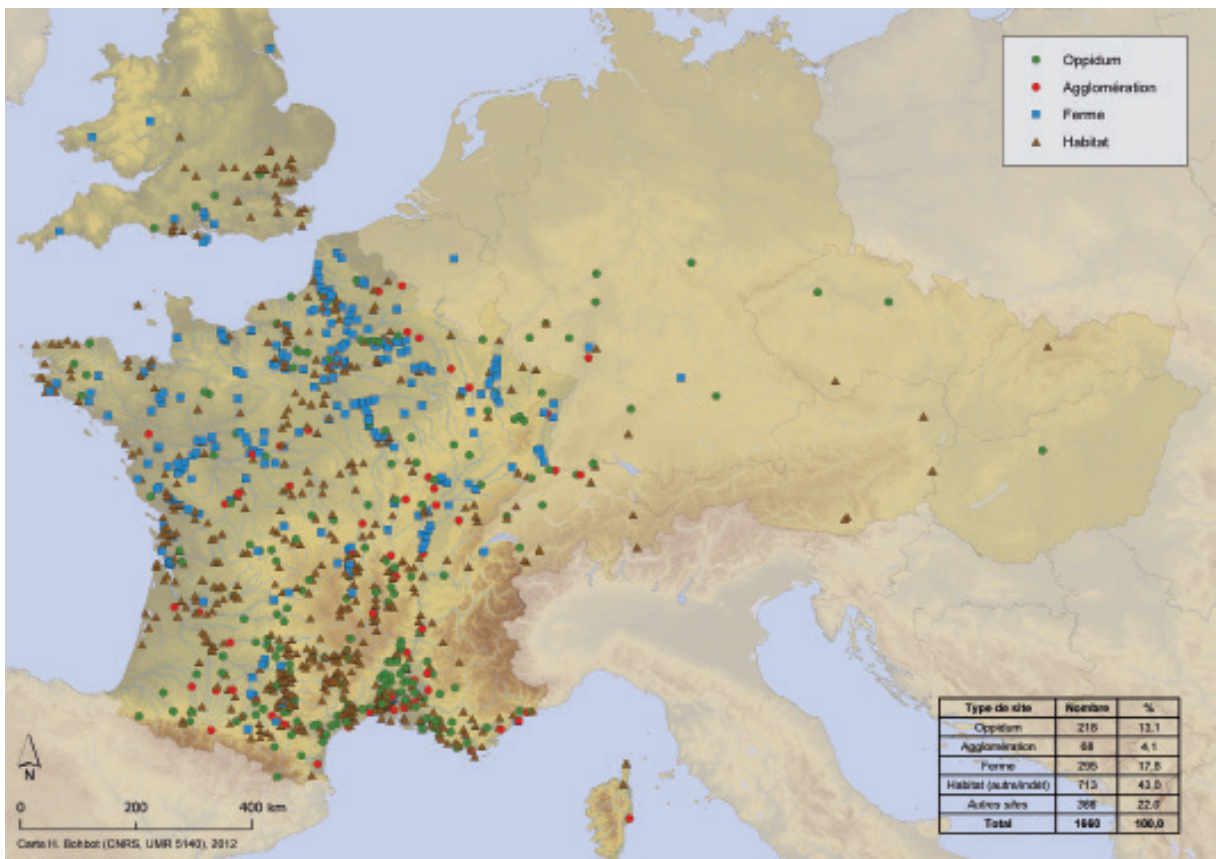 Oppidum
Agglomération
Ferme
Habitat
Type de site Nombre %
Oppidum 218 13,1
Agglomération 68 4,1
Ferme 295 17,8
Habitat (autre/indét) 713 43,0
Autres sites 366 22,0
Total 1660 100,0
N
0 200 400 km
Carte H. Bohbot (CNRS, UMR 5140), 2012